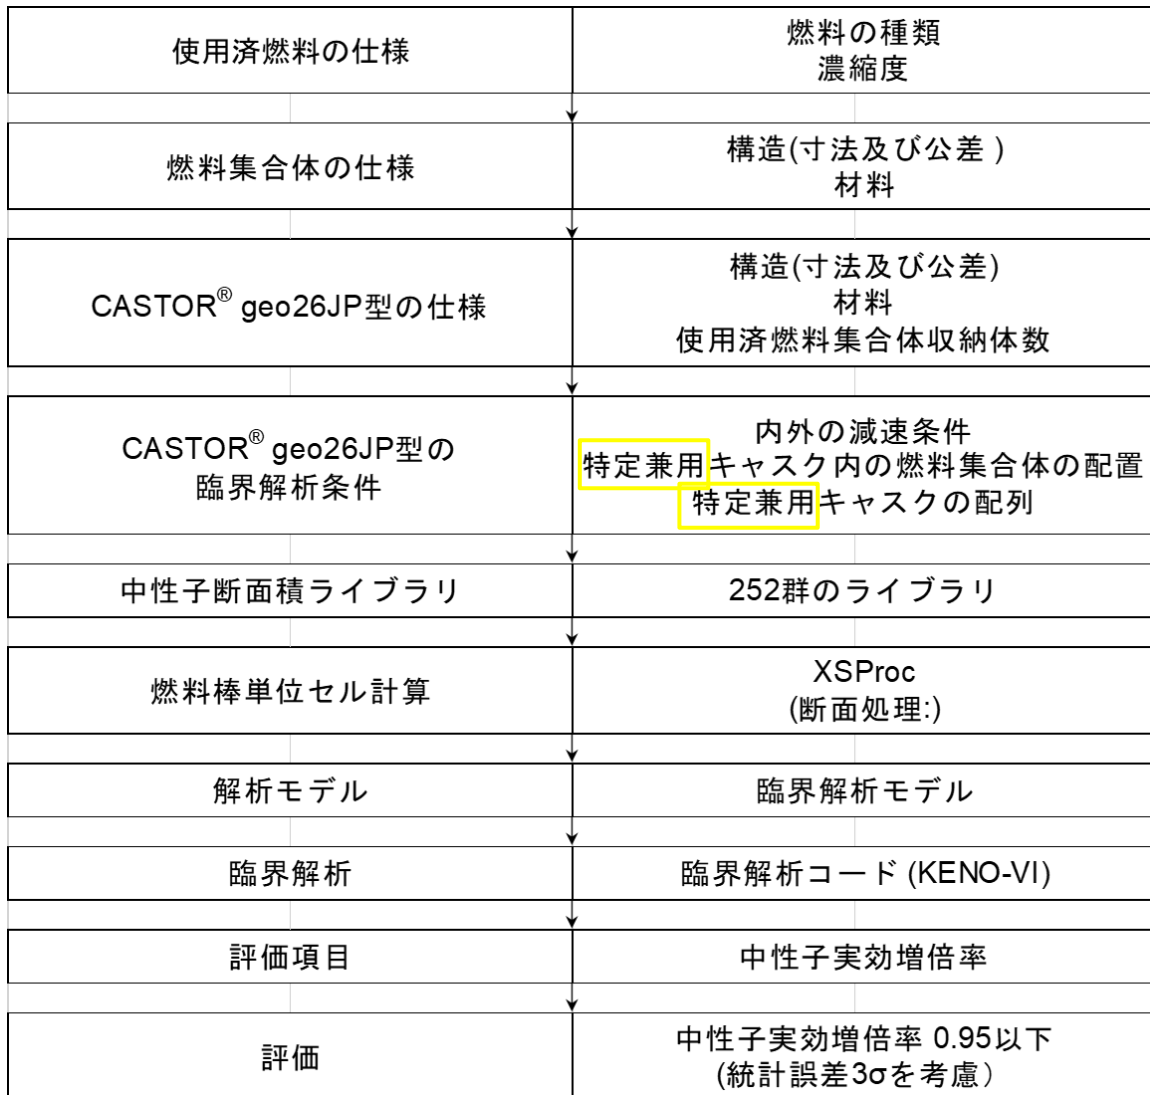 使用済燃料の仕様
燃料の種類
濃縮度
燃料集合体の仕様
構造(寸法及び公差 )
材料
CASTOR® geo26JP型の仕様
構造(寸法及び公差)
材料
使用済燃料集合体収納体数
CASTOR® geo26JP型の
臨界解析条件
内外の減速条件
特定兼用キャスク内の燃料集合体の配置
特定兼用キャスクの配列
中性子断面積ライブラリ
252群のライブラリ
燃料棒単位セル計算
XSProc
(断面処理:)
解析モデル
臨界解析モデル
臨界解析
臨界解析コード (KENO-VI)
評価項目
中性子実効増倍率
評価
中性子実効増倍率 0.95以下
(統計誤差3σを考慮）